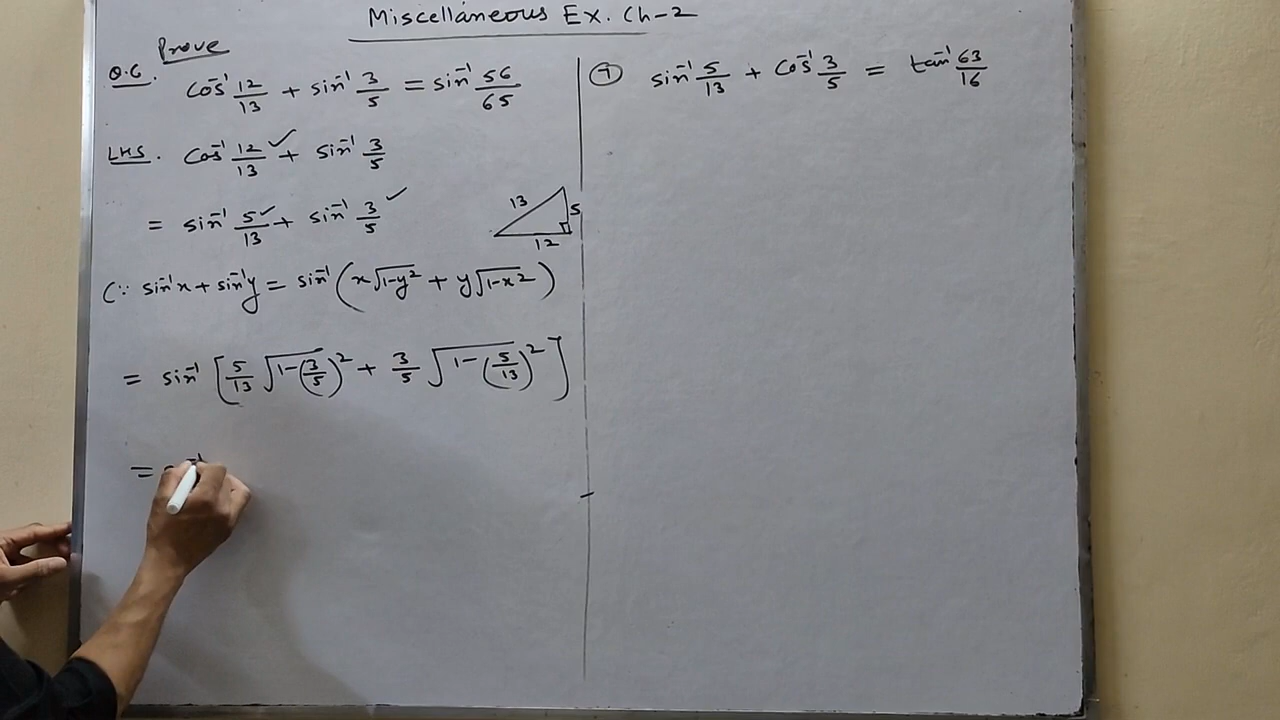 Miscellaneous Ex. Ch-2
Prove
Q.6. cos⁻¹ 12/13 + sin⁻¹ 3/5 = sin⁻¹ 56/65
LHS. cos⁻¹ 12/13 ✓ + sin⁻¹ 3/5
= sin⁻¹ 5/13 ✓ + sin⁻¹ 3/5 ✓
13 5 12
(∵ sin⁻¹x + sin⁻¹y = sin⁻¹ (x√1-y² + y√1-x²)
= sin⁻¹ [5/13 √1-(3/5)² + 3/5 √1-(5/13)²]
=
⑦ sin⁻¹ 5/13 + cos⁻¹ 3/5 = tan⁻¹ 63/16